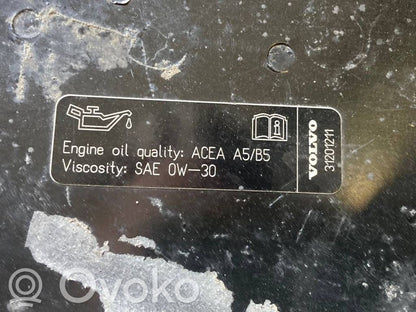 Engine oil quality: ACEA A5/B5
Viscosity: SAE 0W-30
VOLVO
31201211
Ovoko